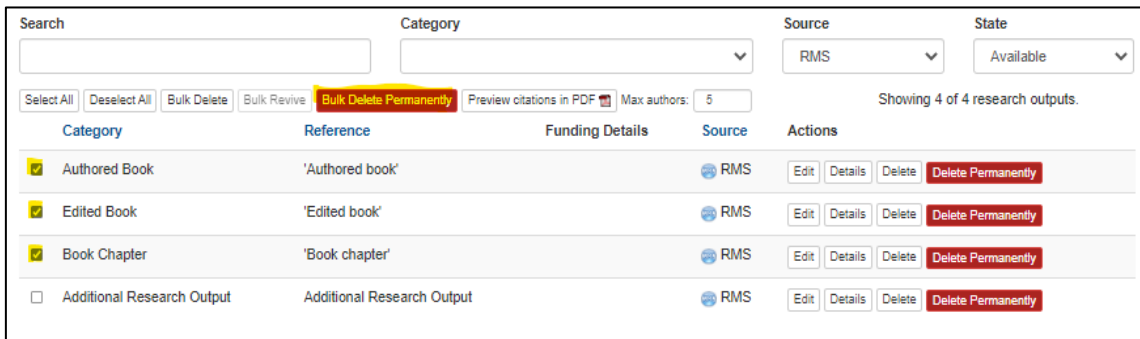 Search Category Source State
RMS Available
Select All Deselect All Bulk Delete Bulk Revive Bulk Delete Permanently Preview citations in PDF Max authors: 5 Showing 4 of 4 research outputs.
Category Reference Funding Details Source Actions
Authored Book 'Authored book' RMS Edit Details Delete Delete Permanently
Edited Book 'Edited book' RMS Edit Details Delete Delete Permanently
Book Chapter 'Book chapter' RMS Edit Details Delete Delete Permanently
Additional Research Output Additional Research Output RMS Edit Details Delete Delete Permanently